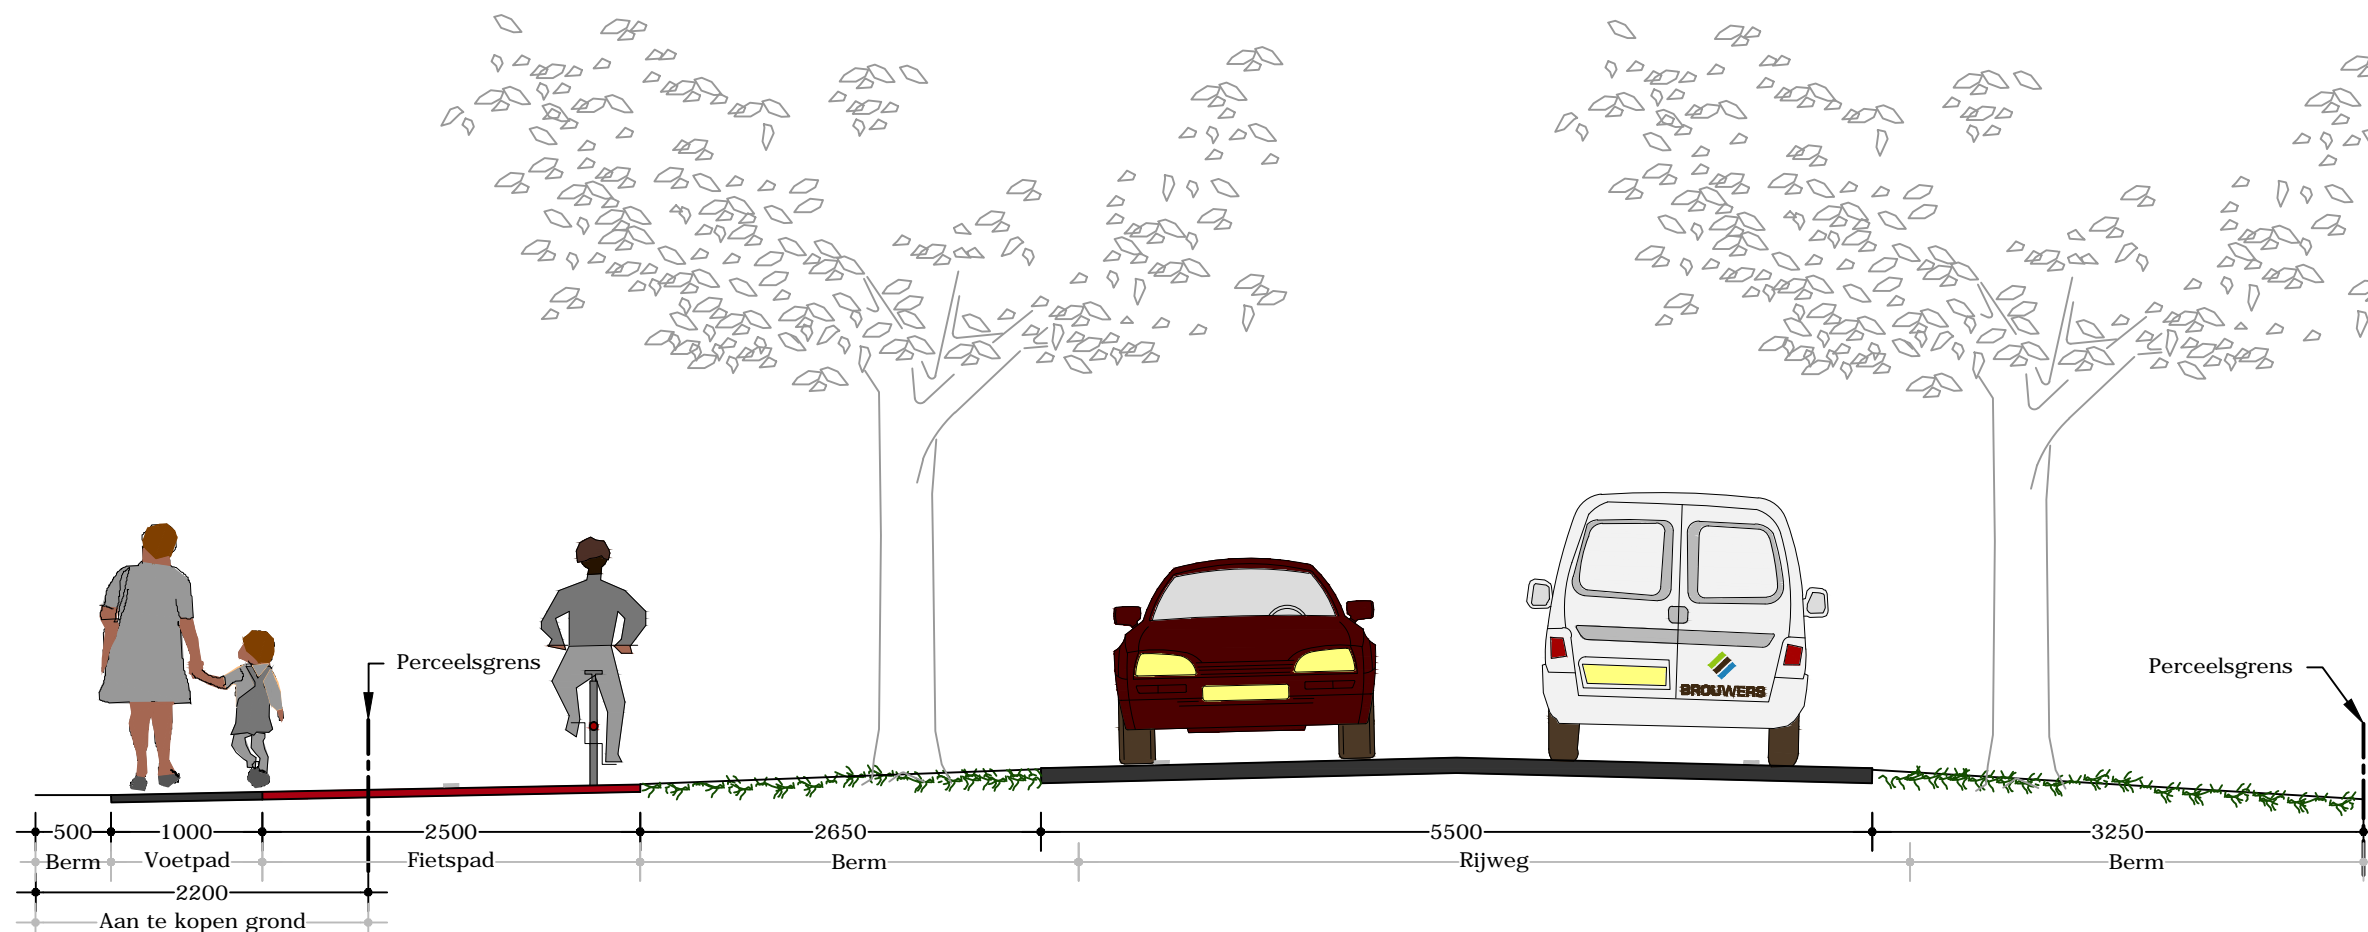 Perceelsgrens
Perceelsgrens
BROUWERS
500 1000 2500 2650 5500 3250
Berm Voetpad Fietspad Berm Rijweg Berm
2200
Aan te kopen grond